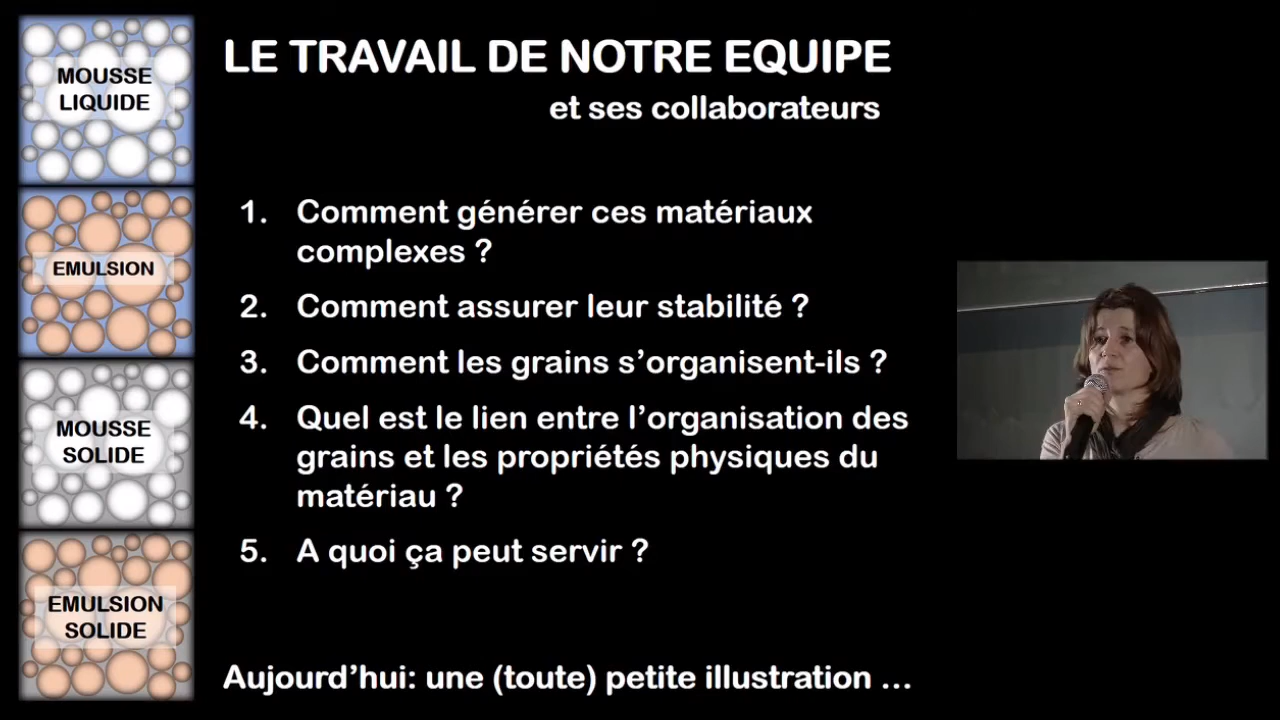 LE TRAVAIL DE NOTRE EQUIPE
et ses collaborateurs
MOUSSE
LIQUIDE
EMULSION
MOUSSE
SOLIDE
EMULSION
SOLIDE
1. Comment générer ces matériaux
complexes ?
2. Comment assurer leur stabilité ?
3. Comment les grains s’organisent-ils ?
4. Quel est le lien entre l’organisation des
grains et les propriétés physiques du
matériau ?
5. A quoi ça peut servir ?
Aujourd’hui: une (toute) petite illustration …